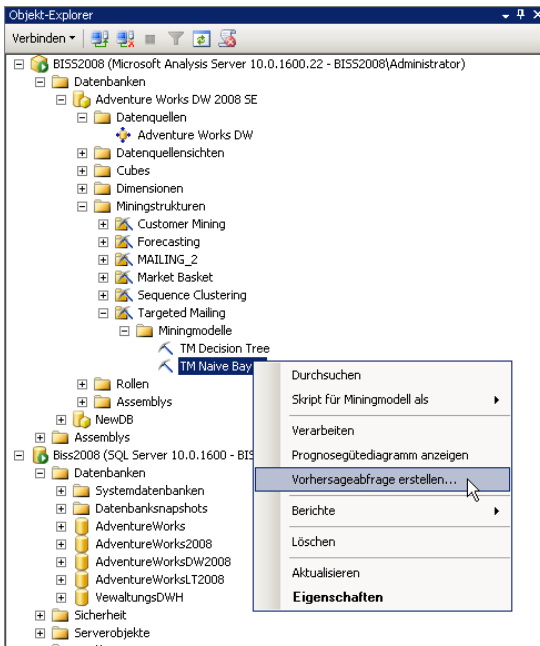 Objekt-Explorer
Verbinden
BISS2008 (Microsoft Analysis Server 10.0.1600.22 - BISS2008\Administrator)
Datenbanken
Adventure Works DW 2008 SE
Datenquellen
Adventure Works DW
Datenquellensichten
Cubes
Dimensionen
Miningstrukturen
Customer Mining
Forecasting
MAILING_2
Market Basket
Sequence Clustering
Targeted Mailing
Miningmodelle
TM Decision Tree
TM Naive Bay
Rollen
Assemblys
NewDB
Assemblys
Biss2008 (SQL Server 10.0.1600 - BIS
Datenbanken
Systemdatenbanken
Datenbanksnapshots
AdventureWorks
AdventureWorks2008
AdventureWorksDW2008
AdventureWorksLT2008
VewaltungsDWH
Sicherheit
Serverobjekte
Durchsuchen
Skript für Miningmodell als
Verarbeiten
Prognosegütediagramm anzeigen
Vorhersageabfrage erstellen...
Berichte
Löschen
Aktualisieren
Eigenschaften